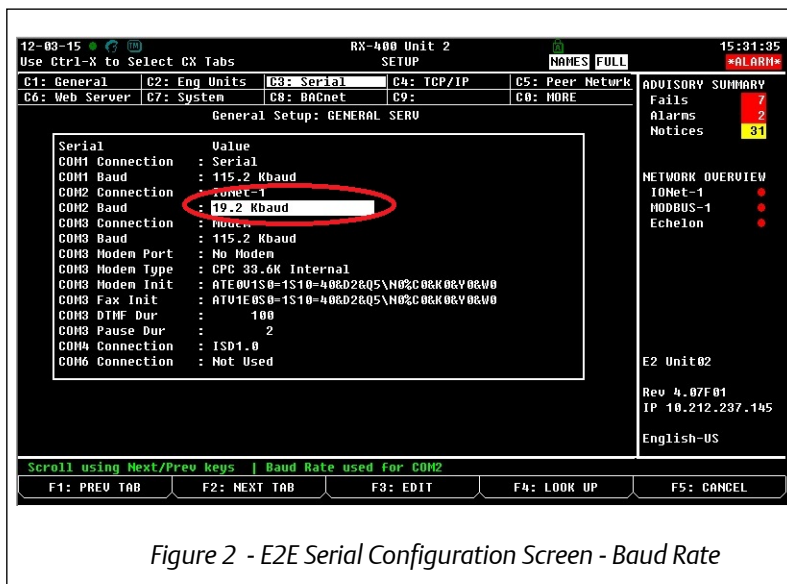 12-03-15 RX-400 Unit 2 15:31:35
Use Ctrl-X to Select CX Tabs SETUP NAMES FULL *ALARM*
C1: General C2: Eng Units C3: Serial C4: TCP/IP C5: Peer Netwrk
C6: Web Server C7: System C8: BACnet C9: C0: MORE
General Setup: GENERAL SERV
Serial Value
COM1 Connection : Serial
COM1 Baud : 115.2 Kbaud
COM2 Connection : IONet-1
COM2 Baud : 19.2 Kbaud
COM3 Connection : Modem
COM3 Baud : 115.2 Kbaud
COM3 Modem Port : No Modem
COM3 Modem Type : CPC 33.6K Internal
COM3 Modem Init : ATE0V1S0=1S10=40&D2&Q5\N0%C0&K0&Y0&W0
COM3 Fax Init : ATV1E0S0=1S10=40&D2&Q5\N0%C0&K0&Y0&W0
COM3 DTMF Dur : 100
COM3 Pause Dur : 2
COM4 Connection : ISD1.0
COM6 Connection : Not Used
ADVISORY SUMMARY
Fails 7
Alarms 2
Notices 31
NETWORK OVERVIEW
IONet-1
MODBUS-1
Echelon
E2 Unit02
Rev 4.07F01
IP 10.212.237.145
English-US
Scroll using Next/Prev keys | Baud Rate used for COM2
F1: PREV TAB F2: NEXT TAB F3: EDIT F4: LOOK UP F5: CANCEL
Figure 2 - E2E Serial Configuration Screen - Baud Rate